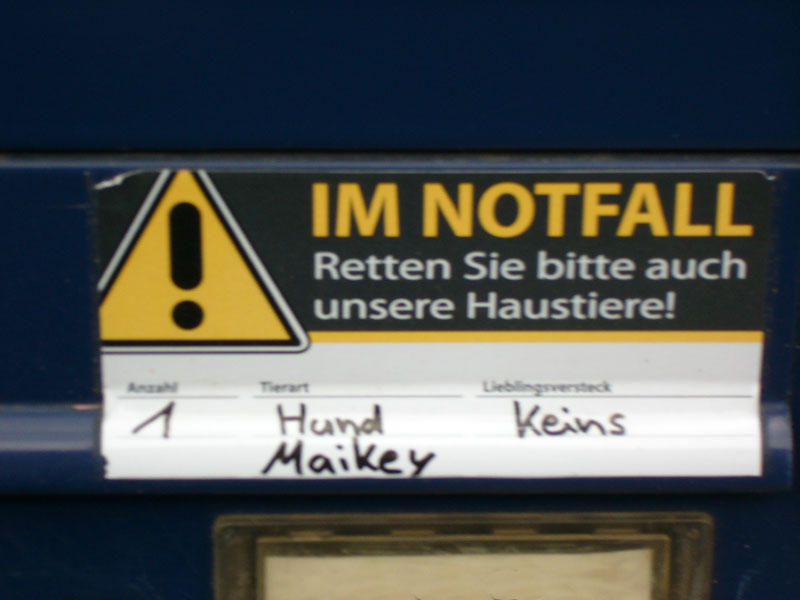 IM NOTFALL
Retten Sie bitte auch
unsere Haustiere!
Anzahl Tierart Lieblingsversteck
1 Hund Keins
Maikey